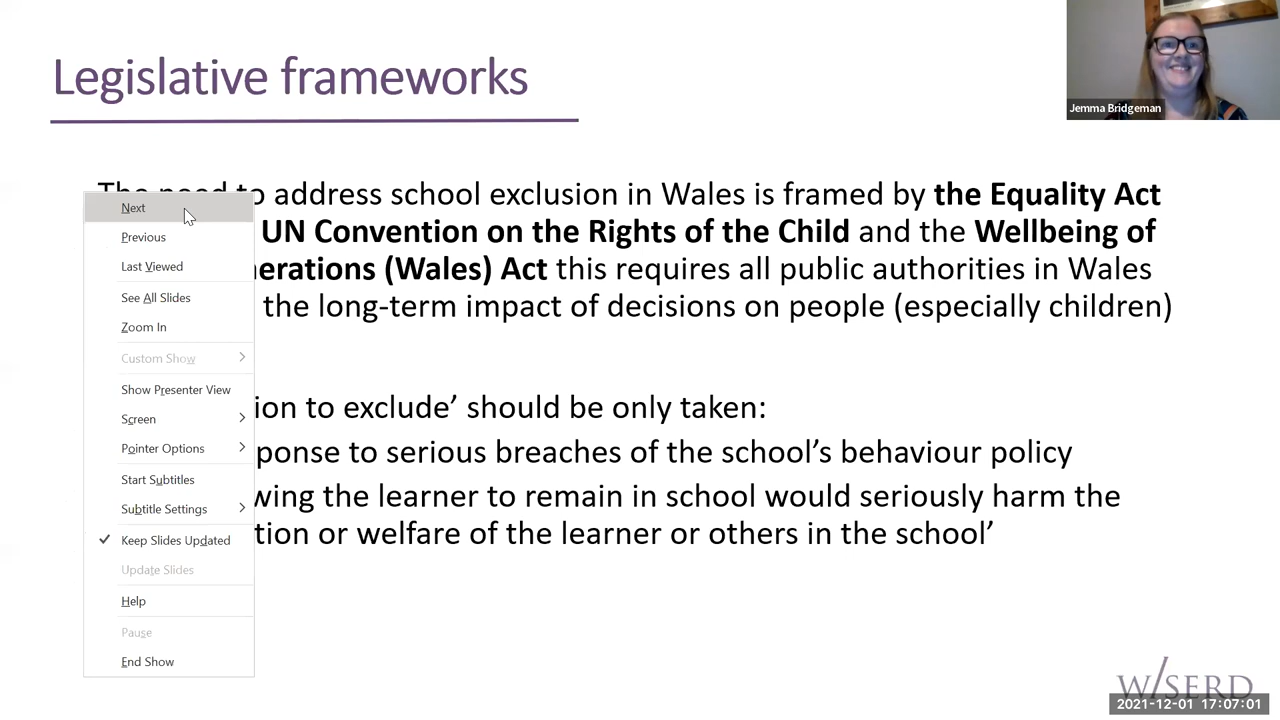 Legislative frameworks
Jemma Bridgeman
The need to address school exclusion in Wales is framed by the Equality Act
UN Convention on the Rights of the Child and the Wellbeing of
nerations (Wales) Act this requires all public authorities in Wales
the long-term impact of decisions on people (especially children)
ion to exclude’ should be only taken:
ponse to serious breaches of the school’s behaviour policy
wing the learner to remain in school would seriously harm the
tion or welfare of the learner or others in the school’
Next
Previous
Last Viewed
See All Slides
Zoom In
Custom Show
Show Presenter View
Screen
Pointer Options
Start Subtitles
Subtitle Settings
Keep Slides Updated
Update Slides
Help
Pause
End Show
W/SERD
2021-12-01 17:07:01